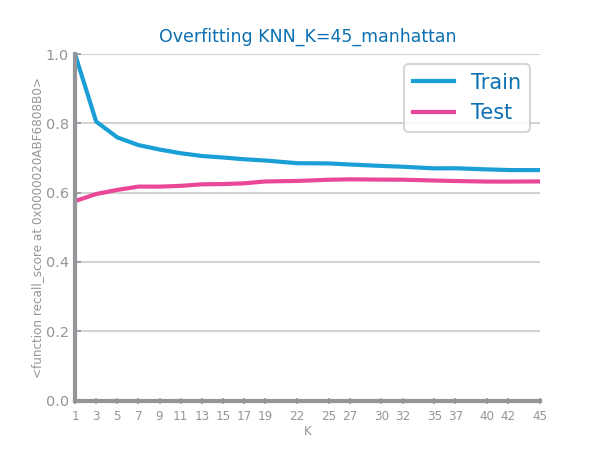 Overfitting KNN_K=45_manhattan
Train
Test
<function recall_score at 0x0000020ABF6808B0>
1.0
0.8
0.6
0.4
0.2
0.0
1 3 5 7 9 11 13 15 17 19 22 25 27 30 32 35 37 40 42 45
K